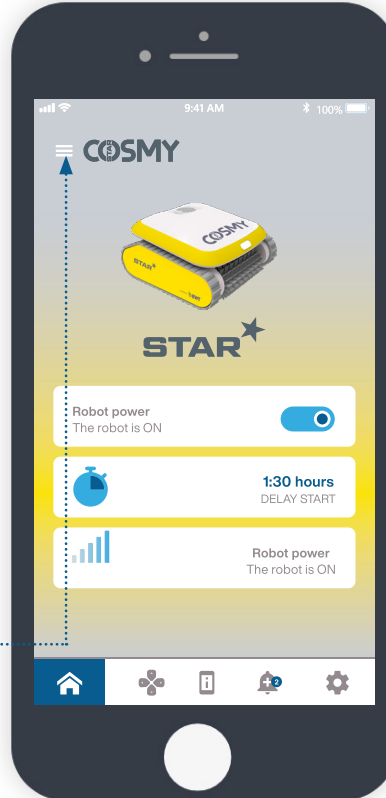 9:41 AM
100%
COSMY
STAR
COSMY
STAR
STAR
Robot power
The robot is ON
1:30 hours
DELAY START
Robot power
The robot is ON
i
2